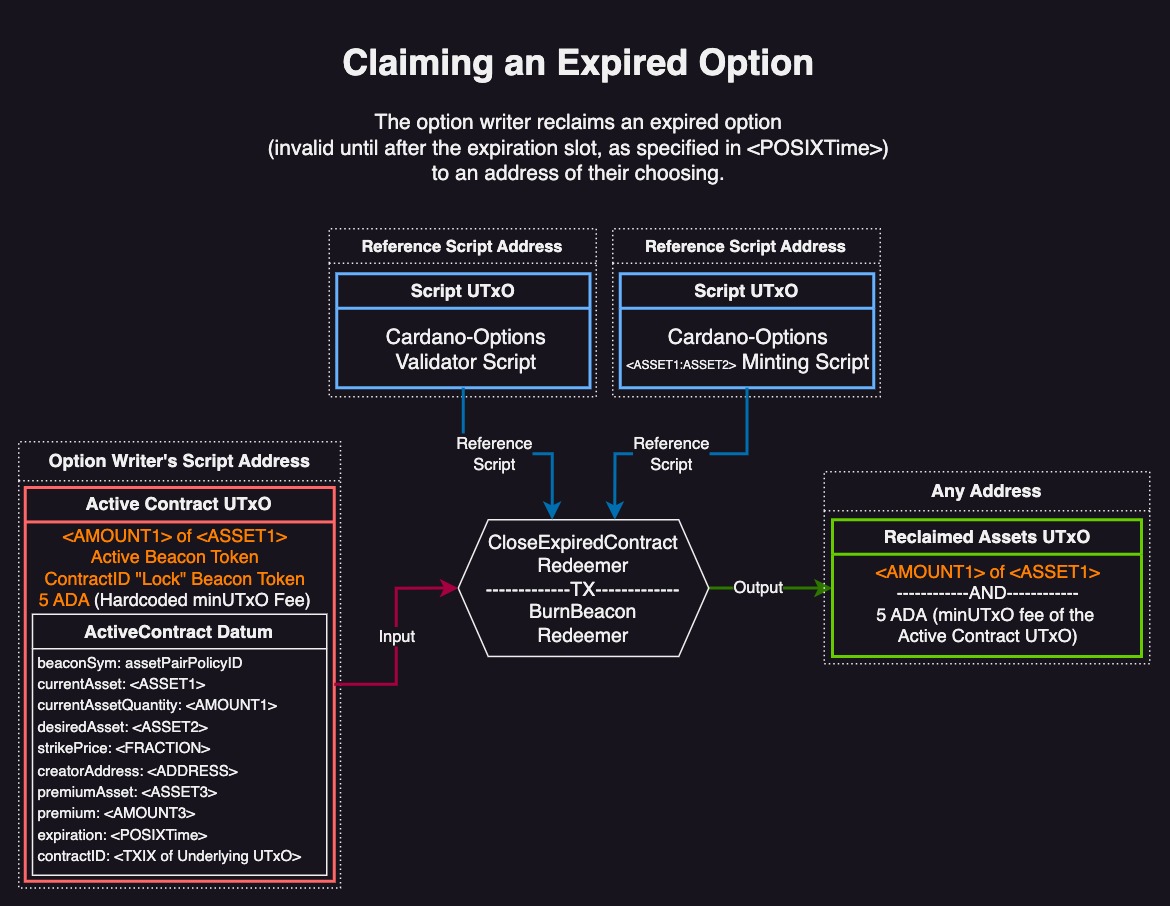 Claiming an Expired Option
The option writer reclaims an expired option
(invalid until after the expiration slot, as specified in <POSIXTime>)
to an address of their choosing.
Reference Script Address
Script UTxO
Cardano-Options
Validator Script
Reference Script Address
Script UTxO
Cardano-Options
<ASSET1:ASSET2> Minting Script
Reference
Script
Reference
Script
Option Writer's Script Address
Active Contract UTxO
<AMOUNT1> of <ASSET1>
Active Beacon Token
ContractID "Lock" Beacon Token
5 ADA (Hardcoded minUTxO Fee)
ActiveContract Datum
beaconSym: assetPairPolicyID
currentAsset: <ASSET1>
currentAssetQuantity: <AMOUNT1>
desiredAsset: <ASSET2>
strikePrice: <FRACTION>
creatorAddress: <ADDRESS>
premiumAsset: <ASSET3>
premium: <AMOUNT3>
expiration: <POSIXTime>
contractID: <TXIX of Underlying UTxO>
Input
CloseExpiredContract
Redeemer
-------------TX-------------
BurnBeacon
Redeemer
Output
Any Address
Reclaimed Assets UTxO
<AMOUNT1> of <ASSET1>
------------AND------------
5 ADA (minUTxO fee of the
Active Contract UTxO)